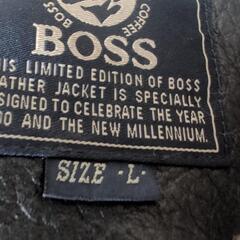 BOSS COFFEE
BOSS
HIS LIMITED EDITION OF BOSS
ATHER JACKET IS SPECIALLY
SIGNED TO CELEBRATE THE YEAR
00 AND THE NEW MILLENNIUM.
SIZE -L-